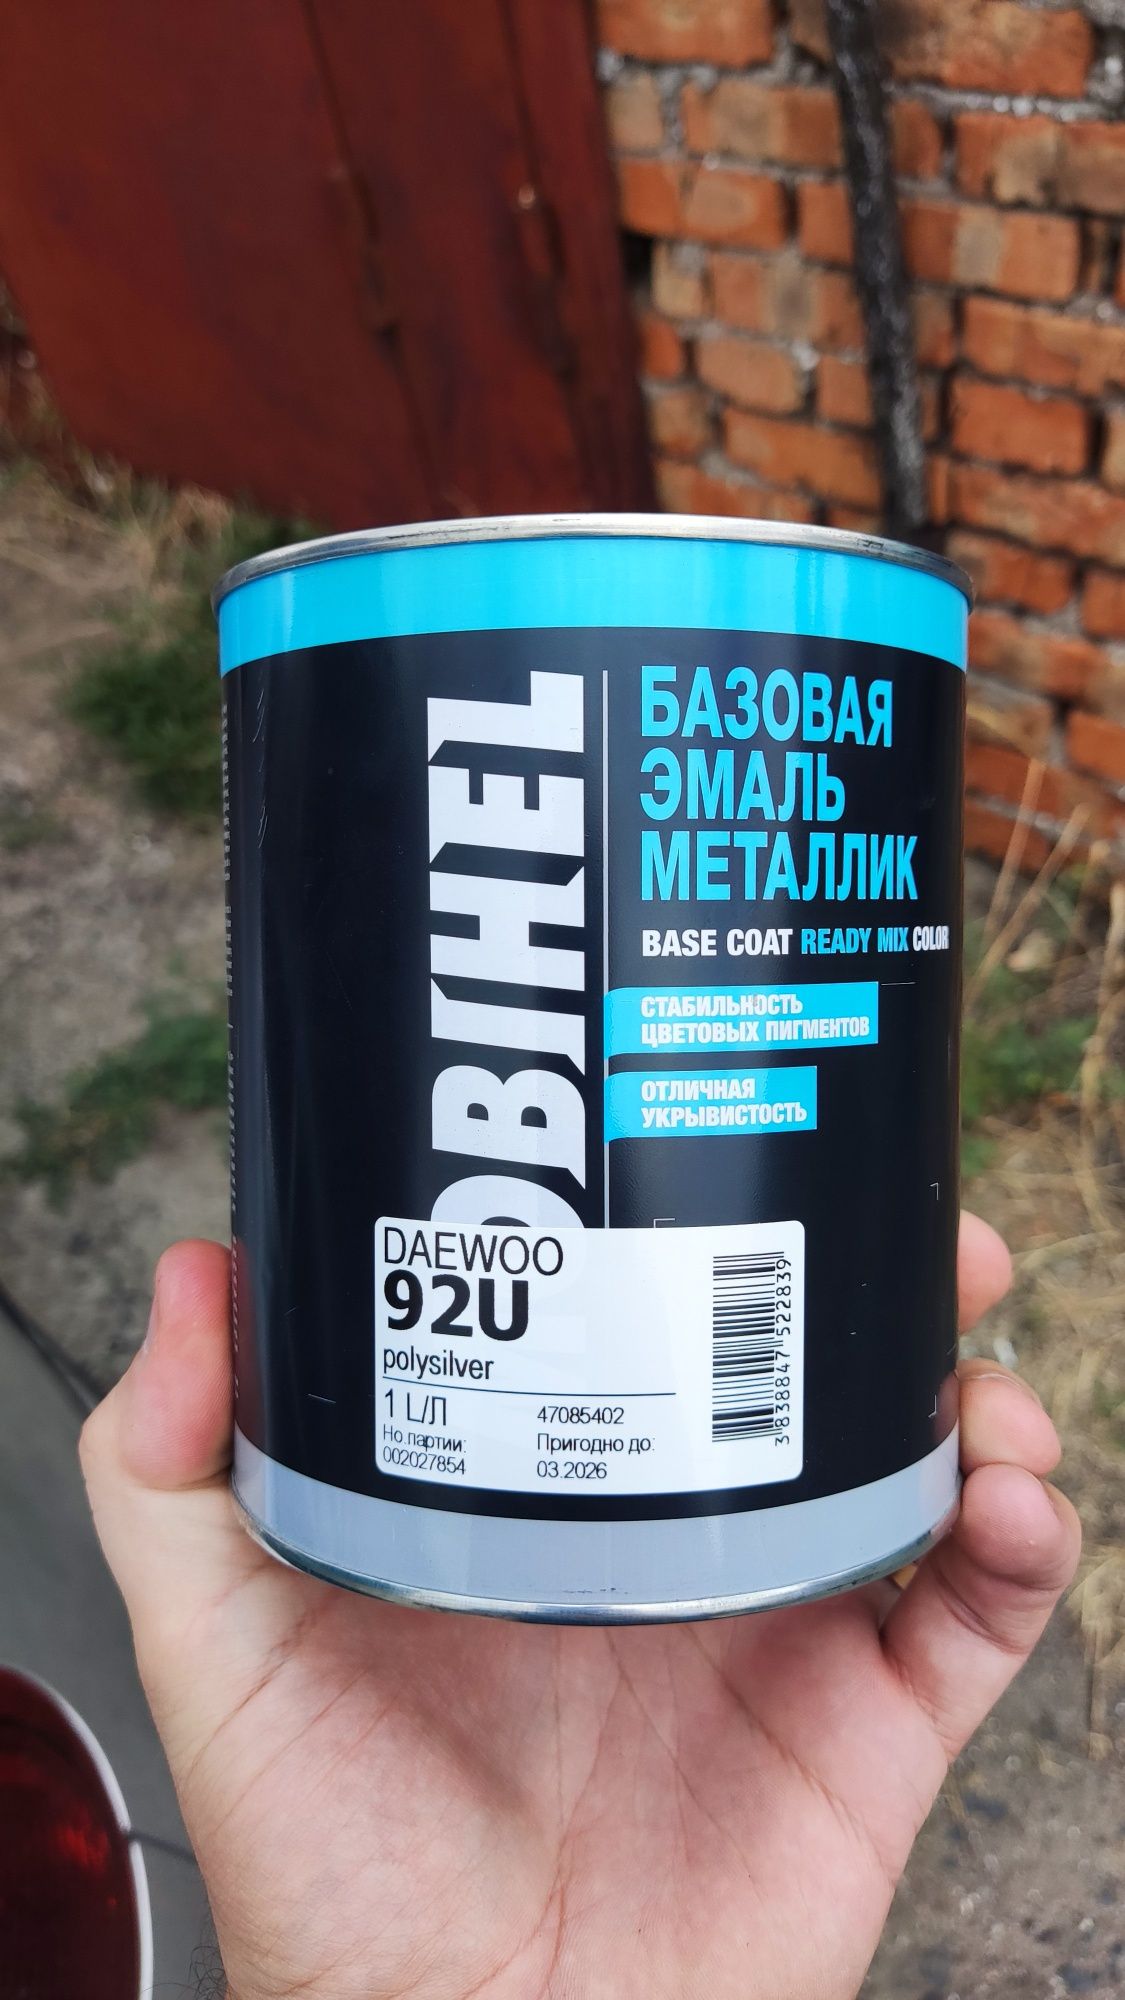 BIHEL
БАЗОВАЯ
ЭМАЛЬ
МЕТАЛЛИК
BASE COAT READY MIX COLOR
СТАБИЛЬНОСТЬ
ЦВЕТОВЫХ ПИГМЕНТОВ
ОТЛИЧНАЯ
УКРЫВИСТОСТЬ
DAEWOO
92U
polysilver
1 L/Л
47085402
Но.партии:
002027854
Пригодно до:
03.2026
3838847522839